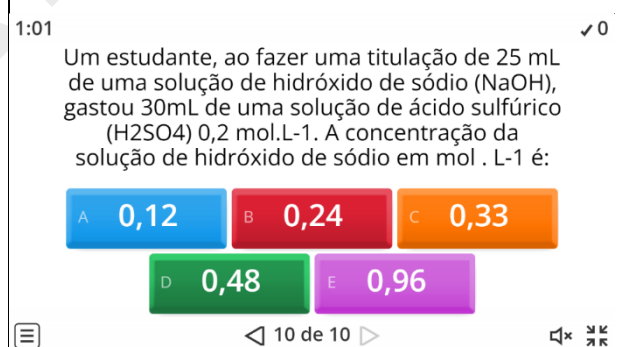 1:01
✓ 0
Um estudante, ao fazer uma titulação de 25 mL
de uma solução de hidróxido de sódio (NaOH),
gastou 30mL de uma solução de ácido sulfúrico
(H2SO4) 0,2 mol.L-1. A concentração da
solução de hidróxido de sódio em mol . L-1 é:
A 0,12
B 0,24
C 0,33
D 0,48
E 0,96
10 de 10